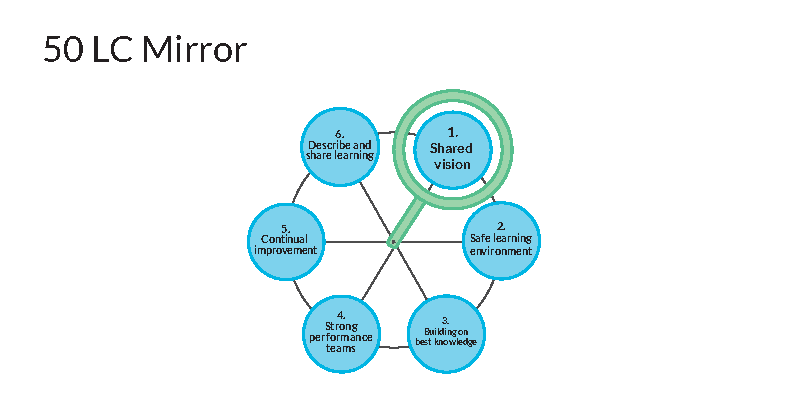 50 LC Mirror
1.
Shared
vision
2.
Safe learning
environment
3.
Building on
best knowledge
4.
Strong
performance
teams
5.
Continual
improvement
6.
Describe and
share learning